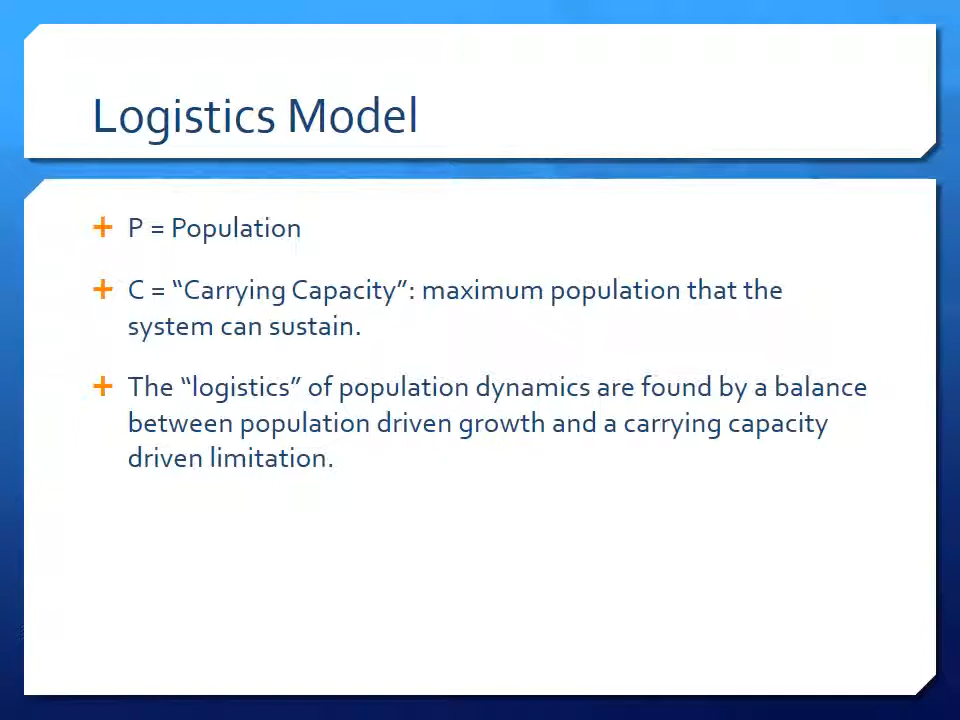 Logistics Model
P = Population
C = “Carrying Capacity”: maximum population that the
system can sustain.
The “logistics” of population dynamics are found by a balance
between population driven growth and a carrying capacity
driven limitation.